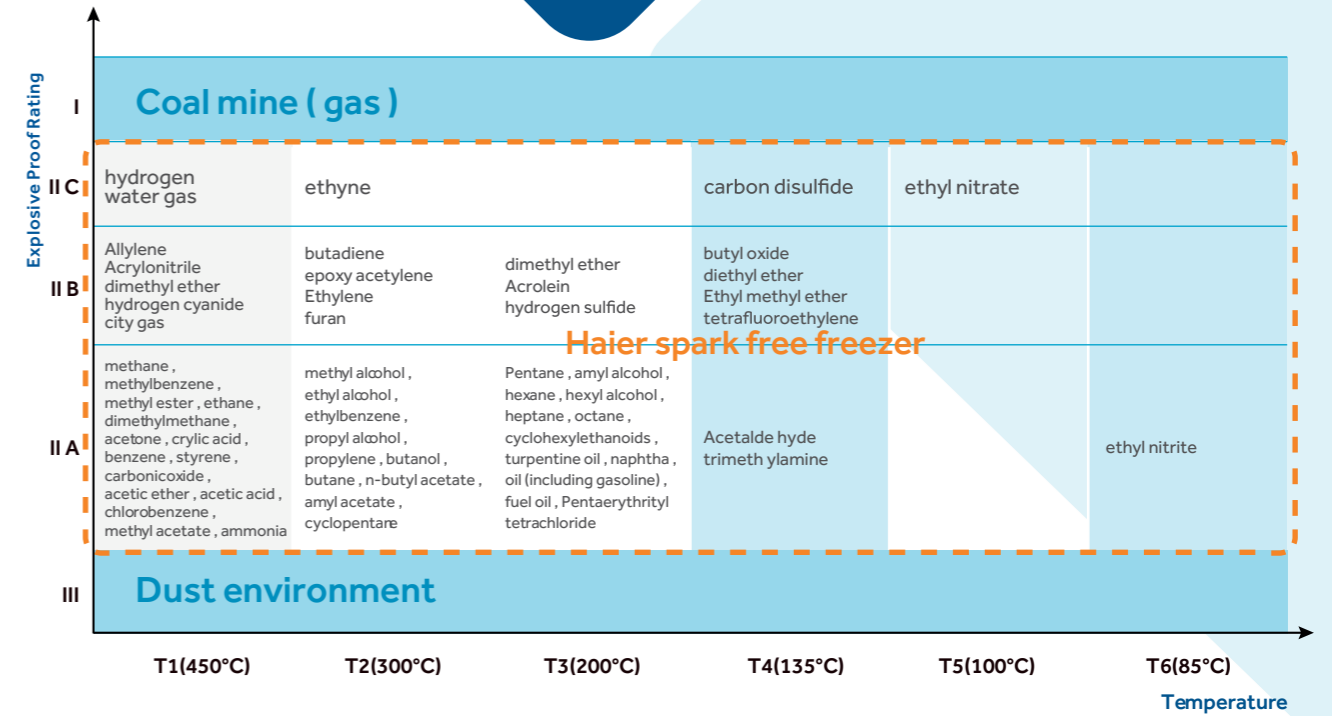 Explosive Proof Rating
I
Coal mine ( gas )
II C
hydrogen
water gas
ethyne
carbon disulfide
ethyl nitrate
II B
Allylene
Acrylonitrile
dimethyl ether
hydrogen cyanide
city gas
butadiene
epoxy acetylene
Ethylene
furan
dimethyl ether
Acrolein
hydrogen sulfide
butyl oxide
diethyl ether
Ethyl methyl ether
tetrafluoroethylene
Haier spark free freezer
II A
methane ,
methylbenzene ,
methyl ester , ethane ,
dimethylmethane ,
acetone , crylic acid ,
benzene , styrene ,
carbonicoxide ,
acetic ether , acetic acid ,
chlorobenzene ,
methyl acetate , ammonia
methyl alcohol ,
ethyl alcohol ,
ethylbenzene ,
propyl alcohol ,
propylene , butanol ,
butane , n-butyl acetate ,
amyl acetate ,
cyclopentane
Pentane , amyl alcohol ,
hexane , hexyl alcohol ,
heptane , octane ,
cyclohexylethanoids ,
turpentine oil , naphtha ,
oil (including gasoline) ,
fuel oil , Pentaerythrityl
tetrachloride
Acetalde hyde
trimeth ylamine
ethyl nitrite
III
Dust environment
T1(450°C)
T2(300°C)
T3(200°C)
T4(135°C)
T5(100°C)
T6(85°C)
Temperature